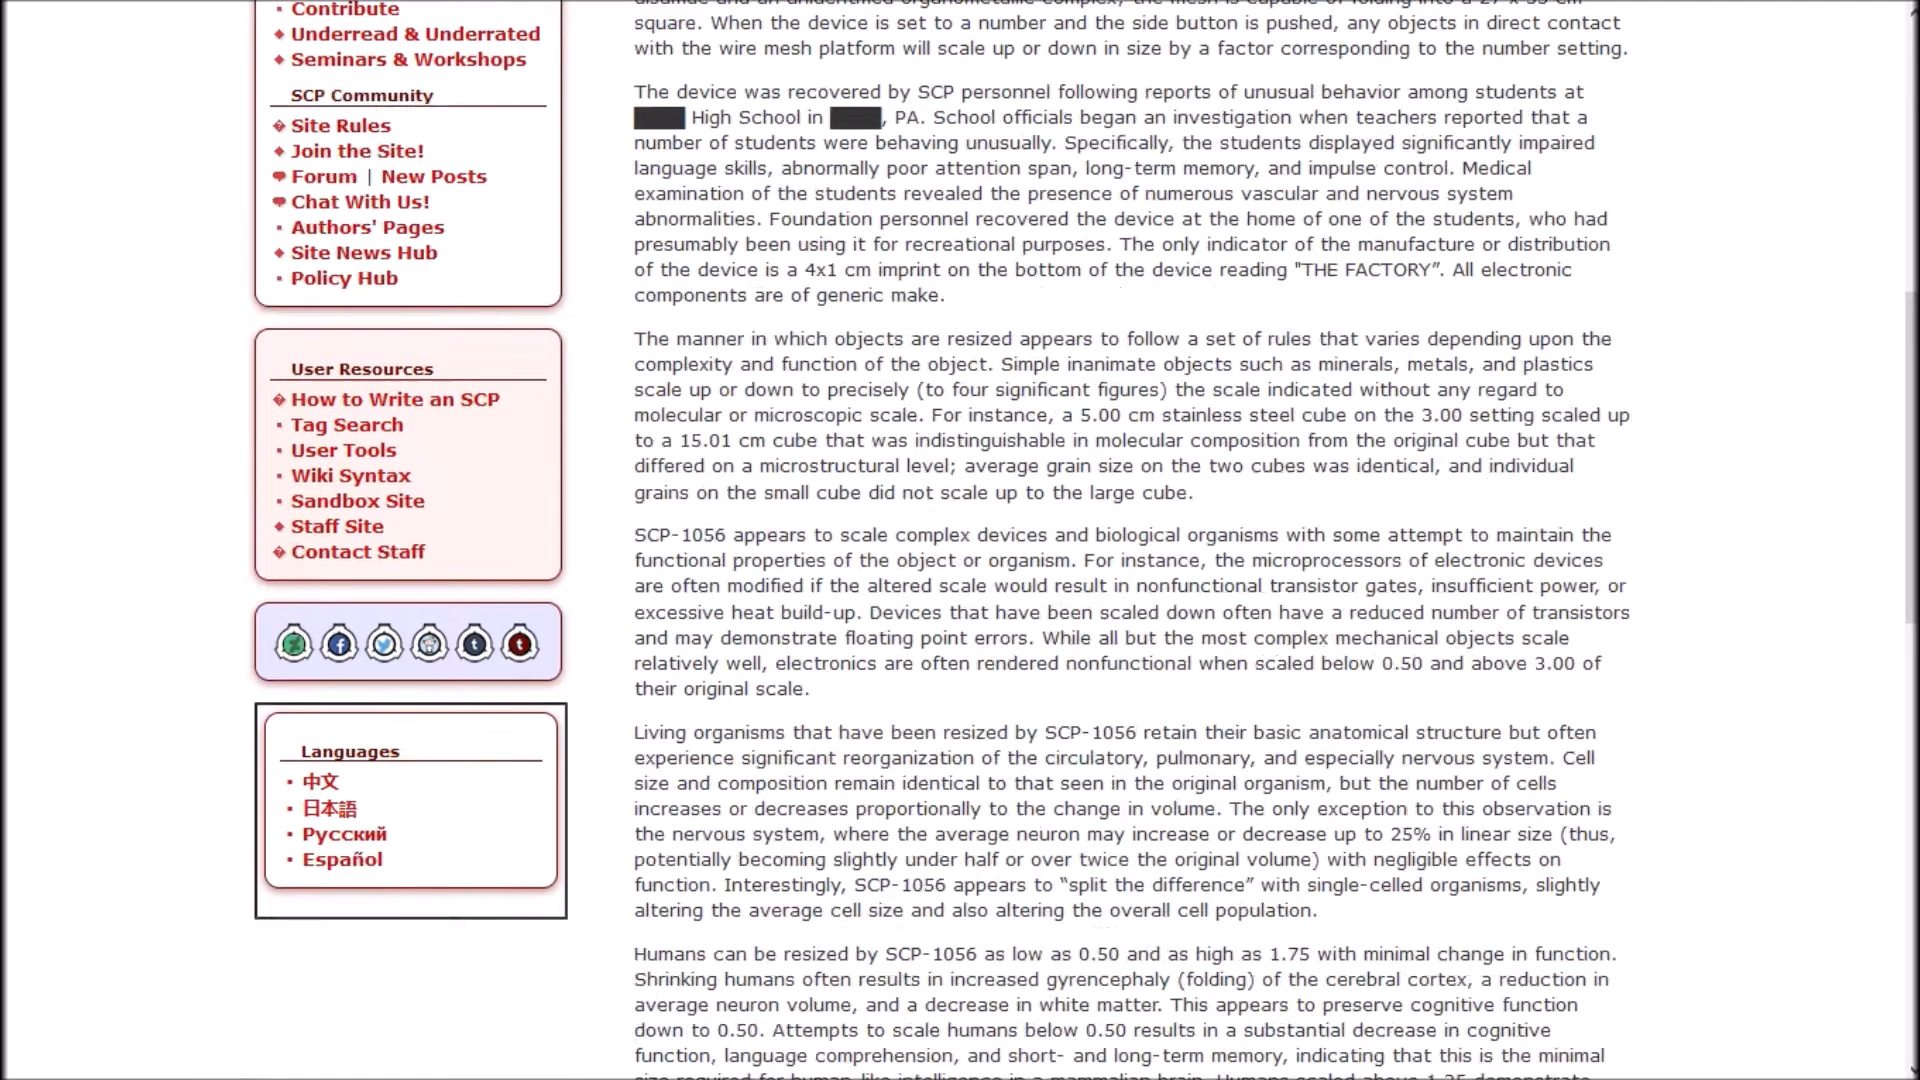 Contribute
Underread & Underrated
Seminars & Workshops
SCP Community
Site Rules
Join the Site!
Forum | New Posts
Chat With Us!
Authors' Pages
Site News Hub
Policy Hub
User Resources
How to Write an SCP
Tag Search
User Tools
Wiki Syntax
Sandbox Site
Staff Site
Contact Staff
Languages
中文
日本語
Русский
Español
square. When the device is set to a number and the side button is pushed, any objects in direct contact
with the wire mesh platform will scale up or down in size by a factor corresponding to the number setting.
The device was recovered by SCP personnel following reports of unusual behavior among students at
████ High School in ████, PA. School officials began an investigation when teachers reported that a
number of students were behaving unusually. Specifically, the students displayed significantly impaired
language skills, abnormally poor attention span, long-term memory, and impulse control. Medical
examination of the students revealed the presence of numerous vascular and nervous system
abnormalities. Foundation personnel recovered the device at the home of one of the students, who had
presumably been using it for recreational purposes. The only indicator of the manufacture or distribution
of the device is a 4x1 cm imprint on the bottom of the device reading "THE FACTORY”. All electronic
components are of generic make.
The manner in which objects are resized appears to follow a set of rules that varies depending upon the
complexity and function of the object. Simple inanimate objects such as minerals, metals, and plastics
scale up or down to precisely (to four significant figures) the scale indicated without any regard to
molecular or microscopic scale. For instance, a 5.00 cm stainless steel cube on the 3.00 setting scaled up
to a 15.01 cm cube that was indistinguishable in molecular composition from the original cube but that
differed on a microstructural level; average grain size on the two cubes was identical, and individual
grains on the small cube did not scale up to the large cube.
SCP-1056 appears to scale complex devices and biological organisms with some attempt to maintain the
functional properties of the object or organism. For instance, the microprocessors of electronic devices
are often modified if the altered scale would result in nonfunctional transistor gates, insufficient power, or
excessive heat build-up. Devices that have been scaled down often have a reduced number of transistors
and may demonstrate floating point errors. While all but the most complex mechanical objects scale
relatively well, electronics are often rendered nonfunctional when scaled below 0.50 and above 3.00 of
their original scale.
Living organisms that have been resized by SCP-1056 retain their basic anatomical structure but often
experience significant reorganization of the circulatory, pulmonary, and especially nervous system. Cell
size and composition remain identical to that seen in the original organism, but the number of cells
increases or decreases proportionally to the change in volume. The only exception to this observation is
the nervous system, where the average neuron may increase or decrease up to 25% in linear size (thus,
potentially becoming slightly under half or over twice the original volume) with negligible effects on
function. Interestingly, SCP-1056 appears to “split the difference” with single-celled organisms, slightly
altering the average cell size and also altering the overall cell population.
Humans can be resized by SCP-1056 as low as 0.50 and as high as 1.75 with minimal change in function.
Shrinking humans often results in increased gyrencephaly (folding) of the cerebral cortex, a reduction in
average neuron volume, and a decrease in white matter. This appears to preserve cognitive function
down to 0.50. Attempts to scale humans below 0.50 results in a substantial decrease in cognitive
function, language comprehension, and short- and long-term memory, indicating that this is the minimal